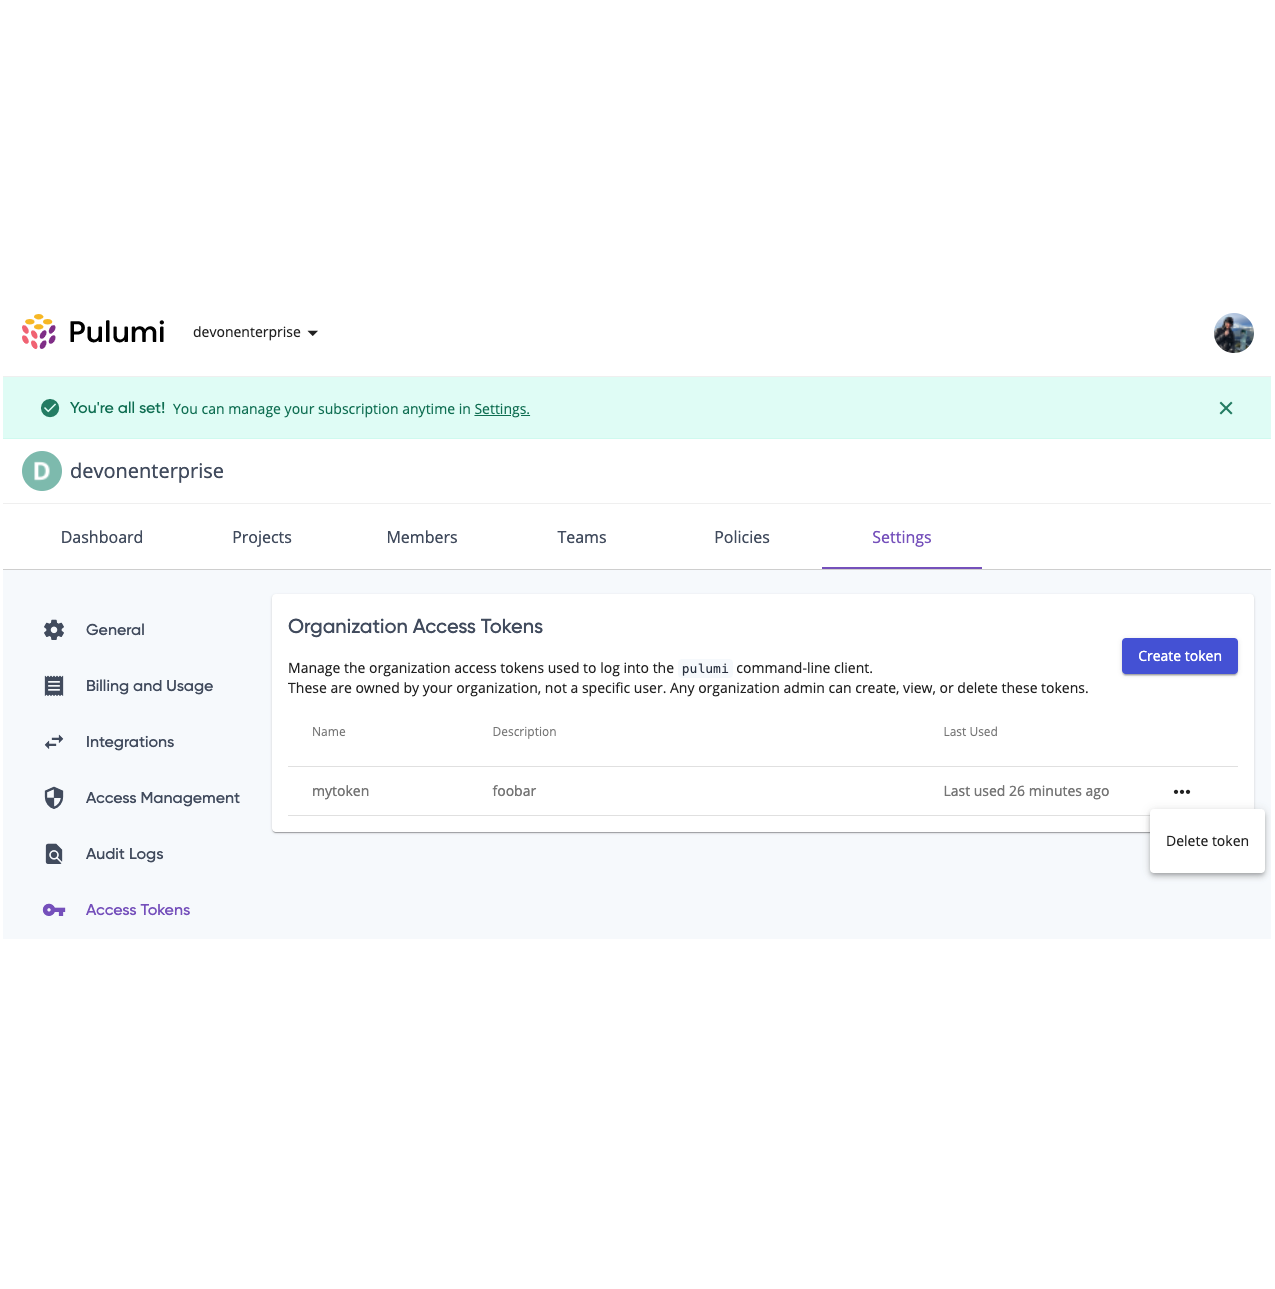 Pulumi devonenterprise
You're all set! You can manage your subscription anytime in Settings.
D devonenterprise
Dashboard Projects Members Teams Policies Settings
General
Billing and Usage
Integrations
Access Management
Audit Logs
Access Tokens
Organization Access Tokens
Manage the organization access tokens used to log into the pulumi command-line client.
These are owned by your organization, not a specific user. Any organization admin can create, view, or delete these tokens.
Create token
Name Description Last Used
mytoken foobar Last used 26 minutes ago
Delete token